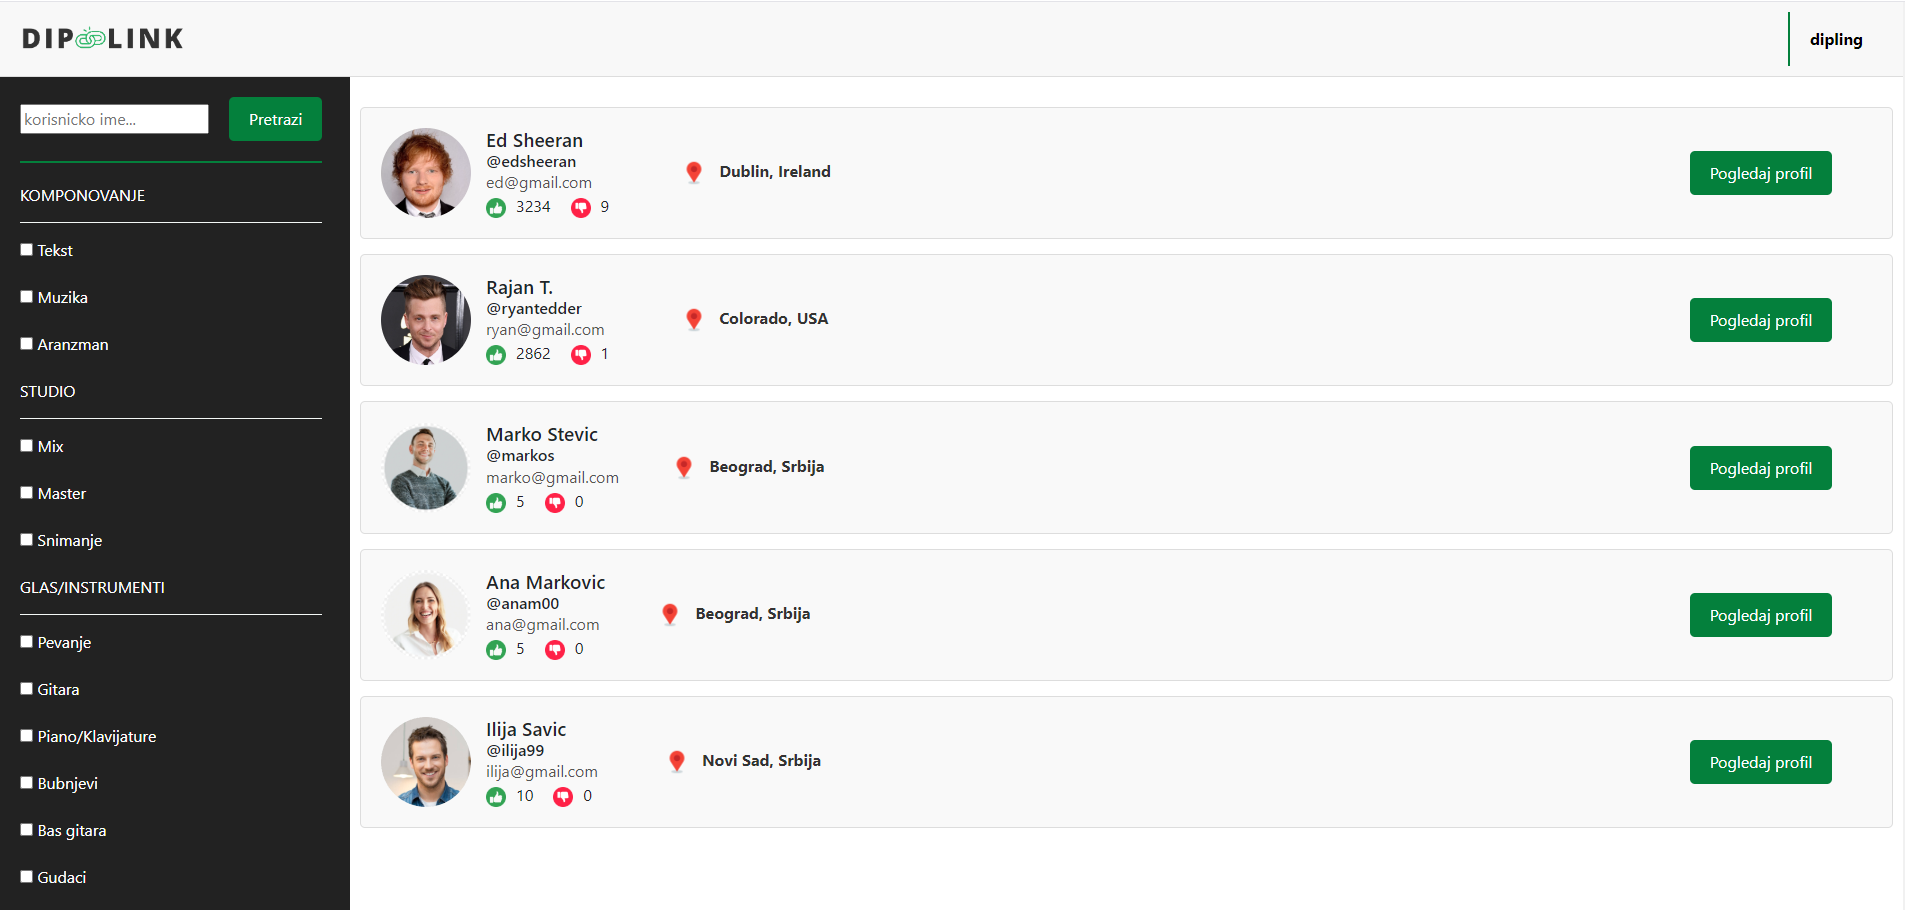 DIPLINK
dipling
korisnicko ime...
Pretrazi
KOMPONOVANJE
Tekst
Muzika
Aranzman
STUDIO
Mix
Master
Snimanje
GLAS/INSTRUMENTI
Pevanje
Gitara
Piano/Klavijature
Bubnjevi
Bas gitara
Gudaci
Ed Sheeran
@edsheeran
ed@gmail.com
3234 9
Dublin, Ireland
Pogledaj profil
Rajan T.
@ryantedder
ryan@gmail.com
2862 1
Colorado, USA
Pogledaj profil
Marko Stevic
@markos
marko@gmail.com
5 0
Beograd, Srbija
Pogledaj profil
Ana Markovic
@anam00
ana@gmail.com
5 0
Beograd, Srbija
Pogledaj profil
Ilija Savic
@ilija99
ilija@gmail.com
10 0
Novi Sad, Srbija
Pogledaj profil